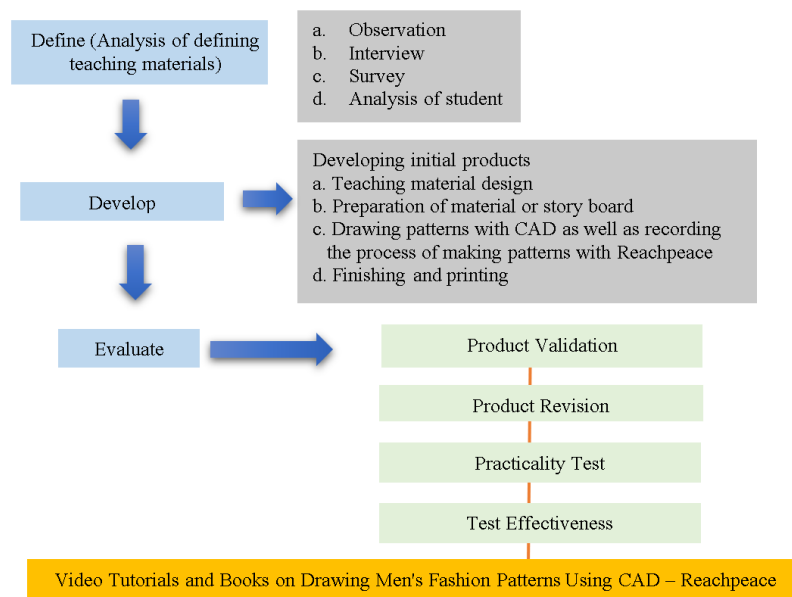 Define (Analysis of defining
teaching materials)
a. Observation
b. Interview
c. Survey
d. Analysis of student
Develop
Developing initial products
a. Teaching material design
b. Preparation of material or story board
c. Drawing patterns with CAD as well as recording
the process of making patterns with Reachpeace
d. Finishing and printing
Evaluate
Product Validation
Product Revision
Practicality Test
Test Effectiveness
Video Tutorials and Books on Drawing Men's Fashion Patterns Using CAD – Reachpeace